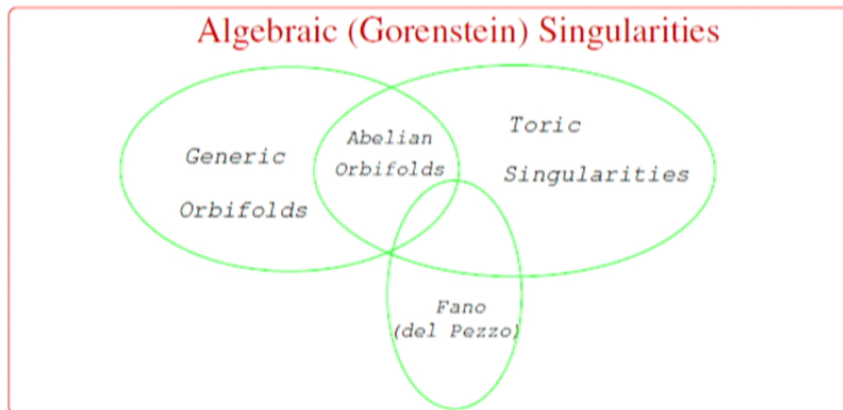 Algebraic (Gorenstein) Singularities
Generic
Orbifolds
Abelian
Orbifolds
Toric
Singularities
Fano
(del Pezzo)